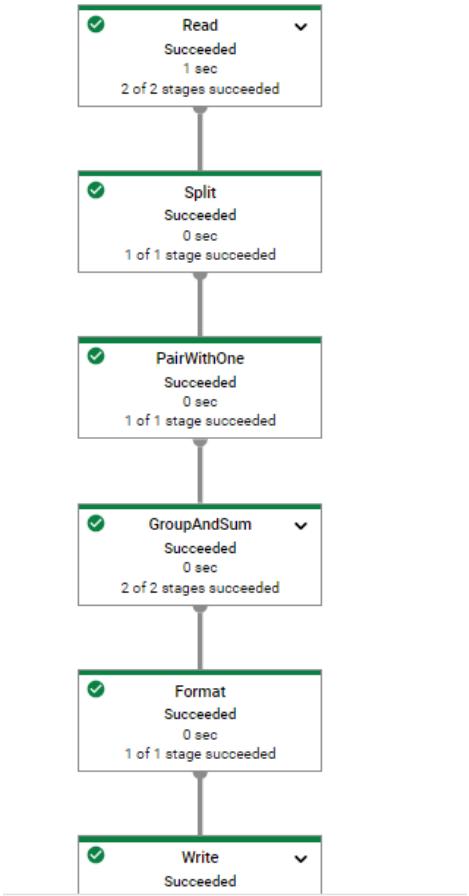 Read
Succeeded
1 sec
2 of 2 stages succeeded
Split
Succeeded
0 sec
1 of 1 stage succeeded
PairWithOne
Succeeded
0 sec
1 of 1 stage succeeded
GroupAndSum
Succeeded
0 sec
2 of 2 stages succeeded
Format
Succeeded
0 sec
1 of 1 stage succeeded
Write
Succeeded